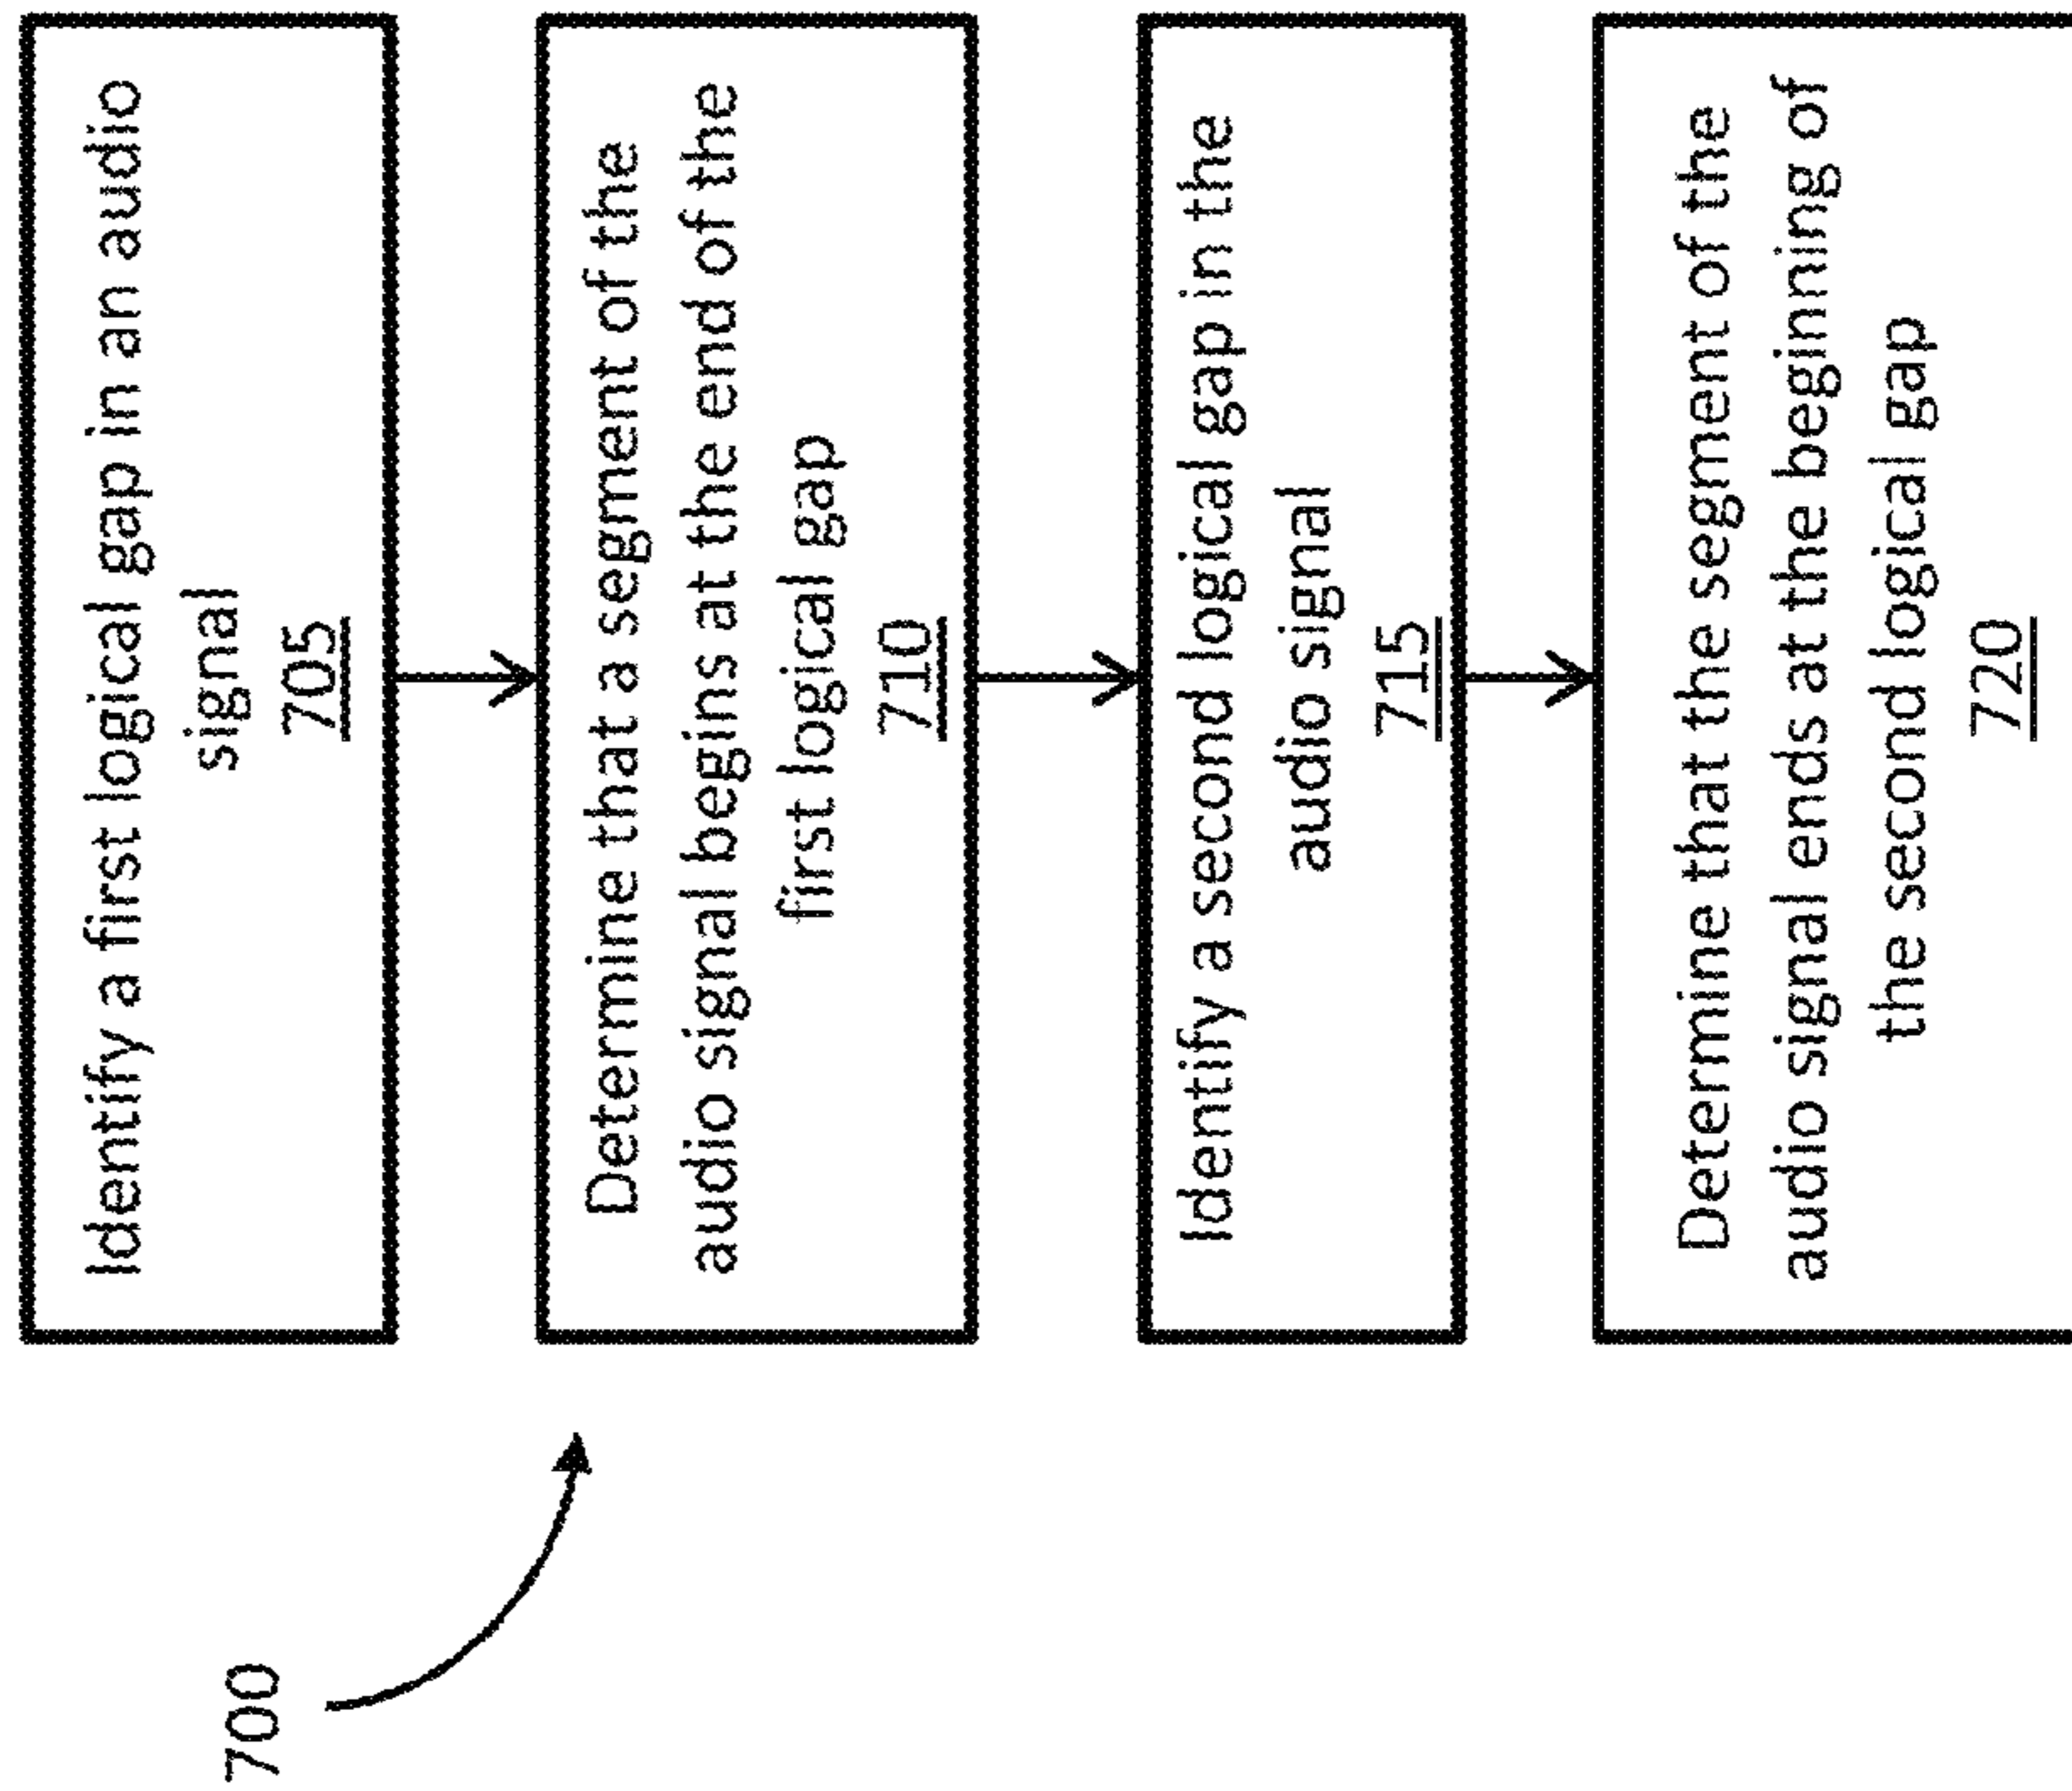 700
Identify a first logical gap in an audio
signal
705
Determine that a segment of the
audio signal begins at the end of the
first logical gap
710
Identify a second logical gap in the
audio signal
715
Determine that the segment of the
audio signal ends at the beginning of
the second logical gap
720